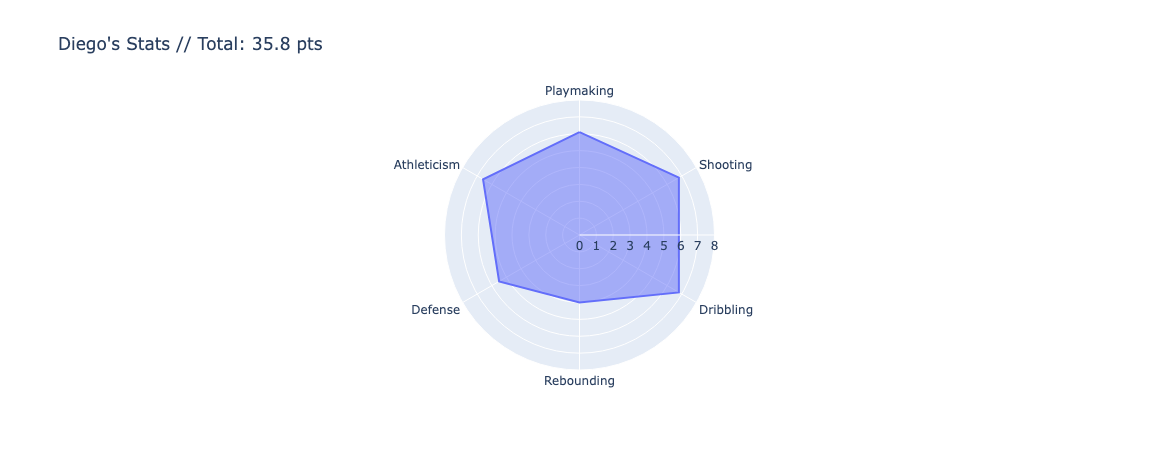 Diego's Stats // Total: 35.8 pts
Playmaking
Athleticism
Shooting
0 1 2 3 4 5 6 7 8
Defense
Dribbling
Rebounding